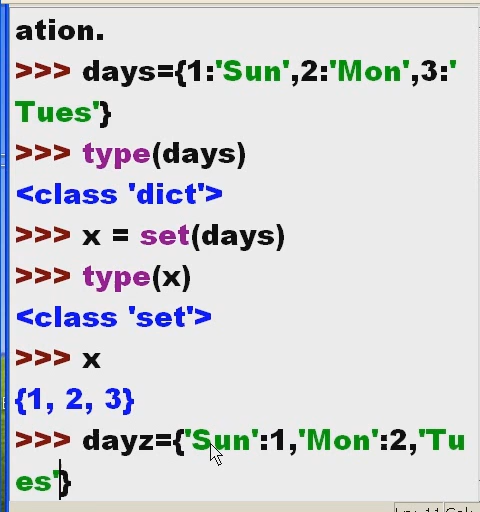 ation.
>>> days={1:'Sun',2:'Mon',3:'
Tues'}
>>> type(days)
<class 'dict'>
>>> x = set(days)
>>> type(x)
<class 'set'>
>>> x
{1, 2, 3}
>>> dayz={'Sun':1,'Mon':2,'Tu
es'}